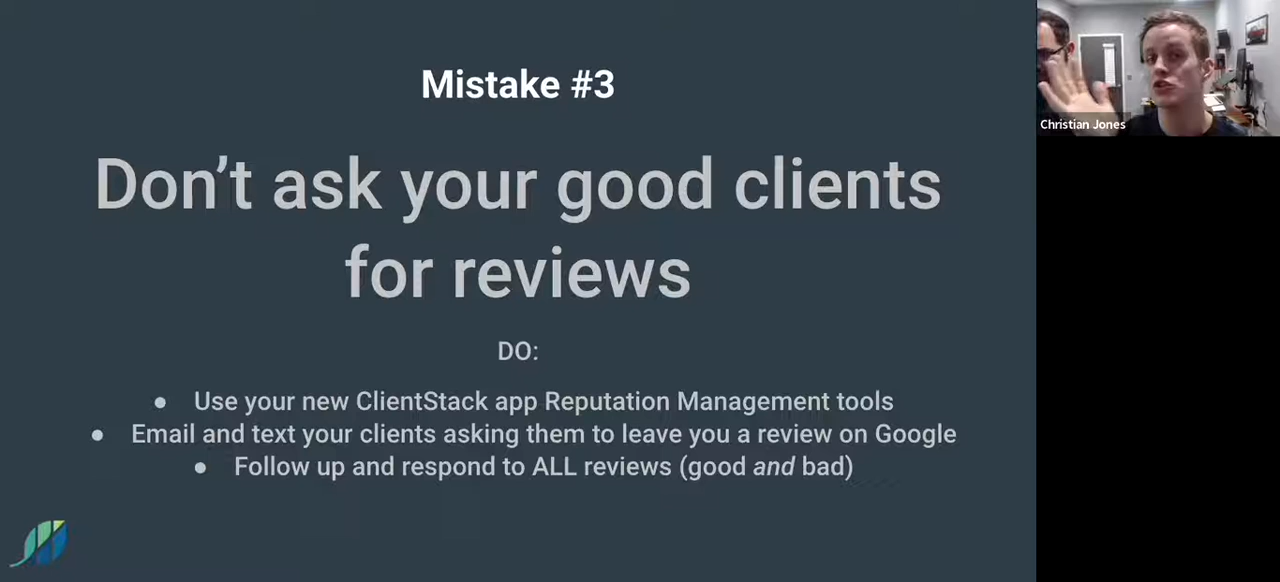 Mistake #3
Don’t ask your good clients
for reviews
DO:
● Use your new ClientStack app Reputation Management tools
● Email and text your clients asking them to leave you a review on Google
● Follow up and respond to ALL reviews (good and bad)
Christian Jones